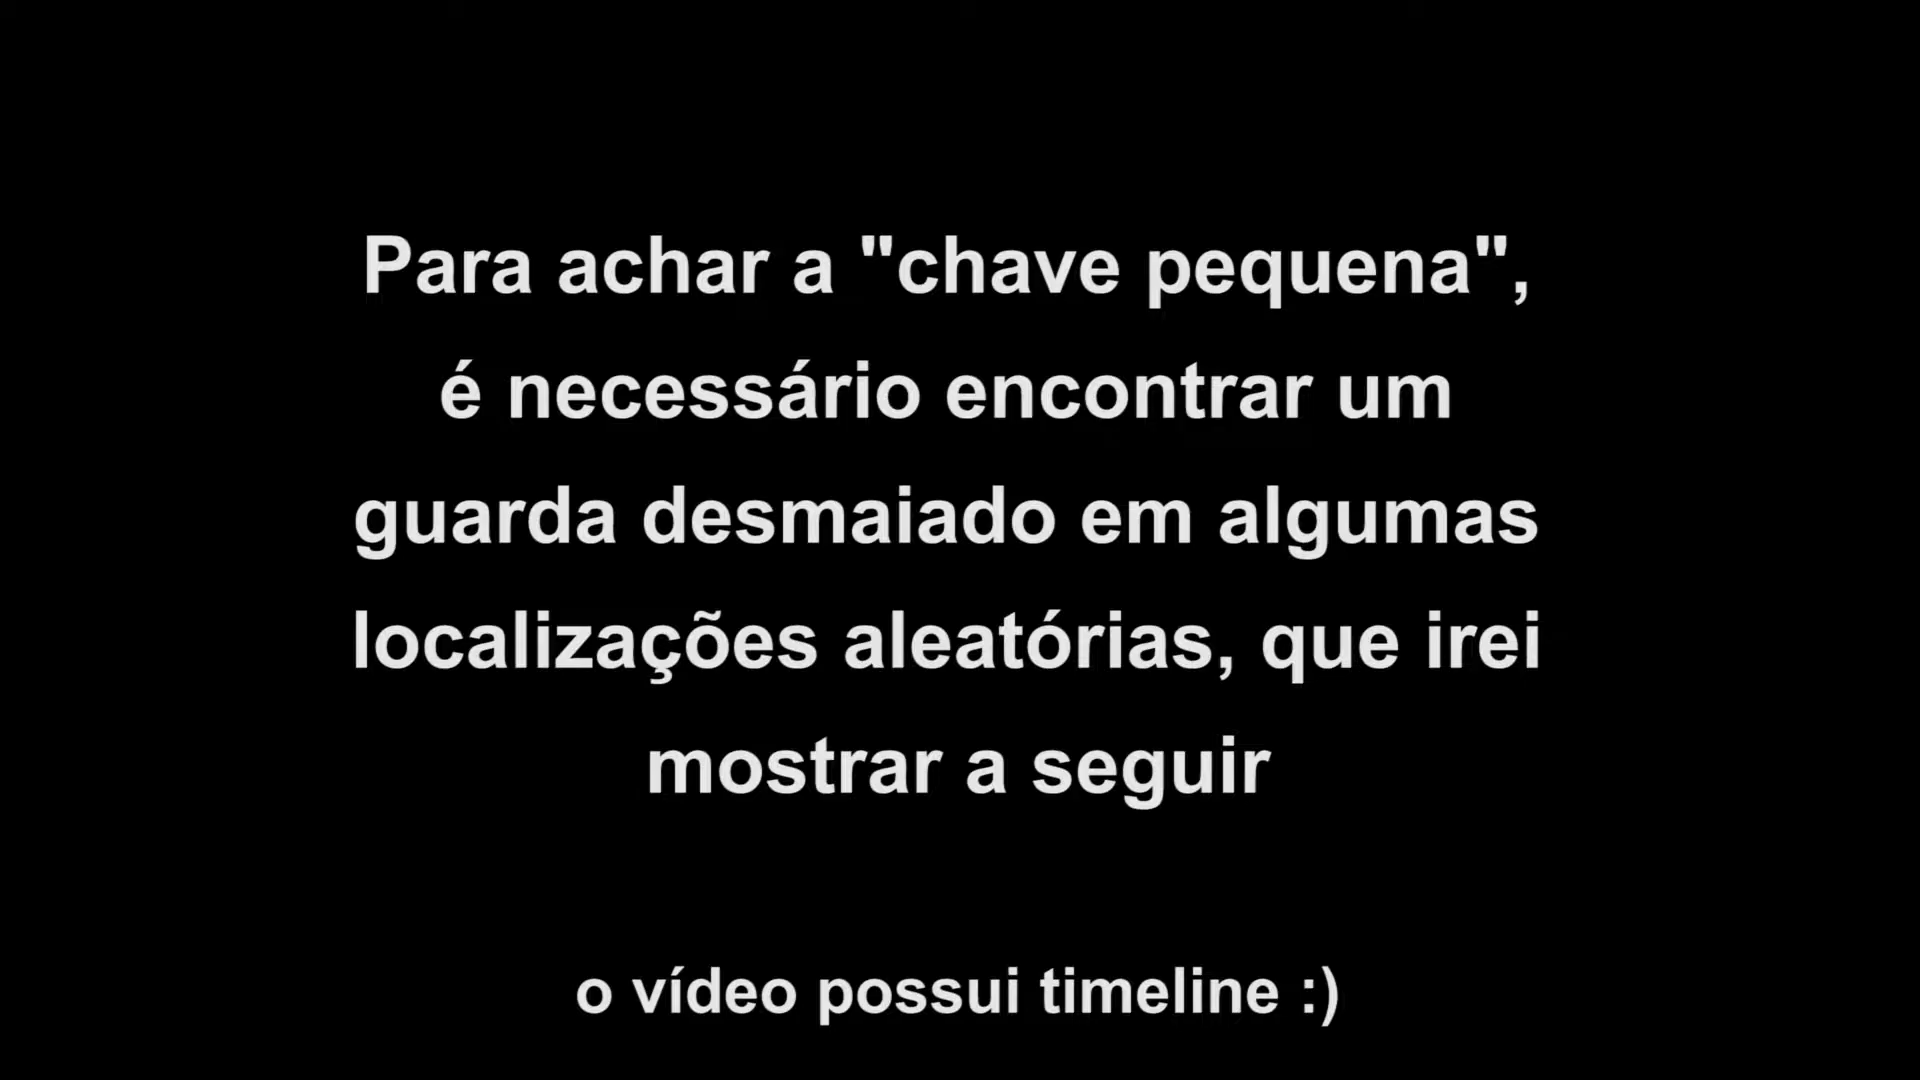 Para achar a "chave pequena",
é necessário encontrar um
guarda desmaiado em algumas
localizações aleatórias, que irei
mostrar a seguir
o vídeo possui timeline :)